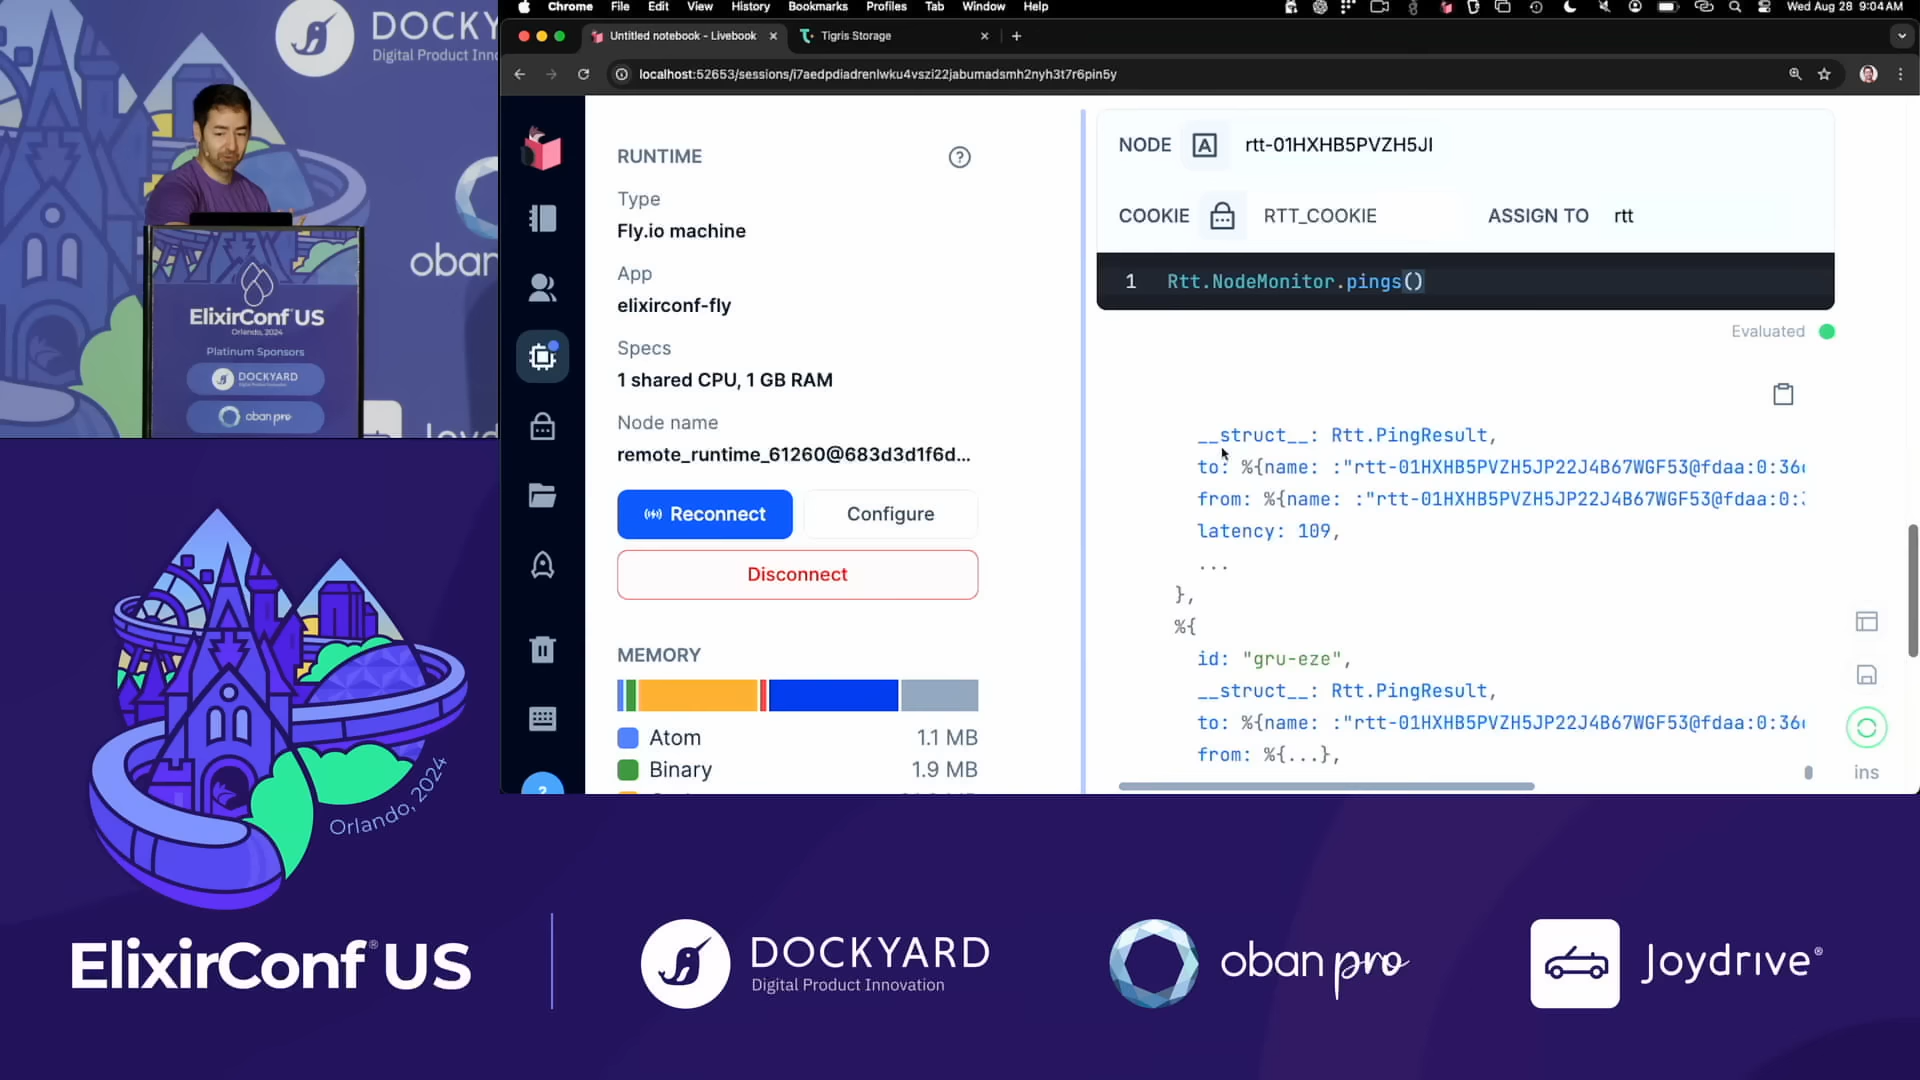 DOCKY
Digital Product Inno
oban
ElixirConf US
Orlando, 2024
Platinum Sponsors
DOCKYARD
oban pro
Chrome File Edit View History Bookmarks Profiles Tab Window Help
Wed Aug 28 9:04 AM
Untitled notebook - Livebook
Tigris Storage
localhost:52653/sessions/i7aedpdiadrenlwku4vszi22jabumadsmh2nyh3t7r6pin5y
RUNTIME
Type
Fly.io machine
App
elixirconf-fly
Specs
1 shared CPU, 1 GB RAM
Node name
remote_runtime_61260@683d3d1f6d...
Reconnect
Configure
Disconnect
MEMORY
Atom 1.1 MB
Binary 1.9 MB
NODE A rtt-01HXHB5PVZH5JI
COOKIE RTT_COOKIE ASSIGN TO rtt
1 Rtt.NodeMonitor.pings()
Evaluated
__struct__: Rtt.PingResult,
to: %{name: :"rtt-01HXHB5PVZH5JP22J4B67WGF53@fdaa:0:36
from: %{name: :"rtt-01HXHB5PVZH5JP22J4B67WGF53@fdaa:0:
latency: 109,
...
},
%{
id: "gru-eze",
__struct__: Rtt.PingResult,
to: %{name: :"rtt-01HXHB5PVZH5JP22J4B67WGF53@fdaa:0:36
from: %{...},
ins
Orlando, 2024
ElixirConf® US
DOCKYARD
Digital Product Innovation
oban pro
Joydrive®